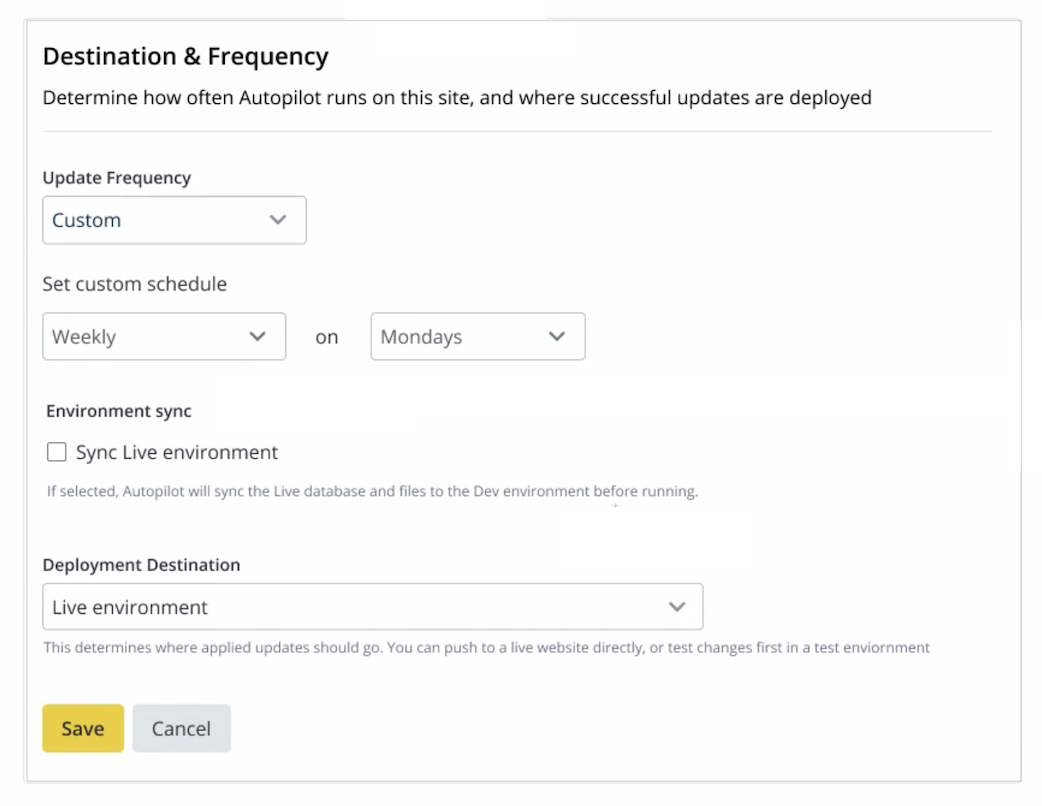 Destination & Frequency
Determine how often Autopilot runs on this site, and where successful updates are deployed
Update Frequency
Custom
Set custom schedule
Weekly on Mondays
Environment sync
Sync Live environment
If selected, Autopilot will sync the Live database and files to the Dev environment before running.
Deployment Destination
Live environment
This determines where applied updates should go. You can push to a live website directly, or test changes first in a test enviornment
Save Cancel